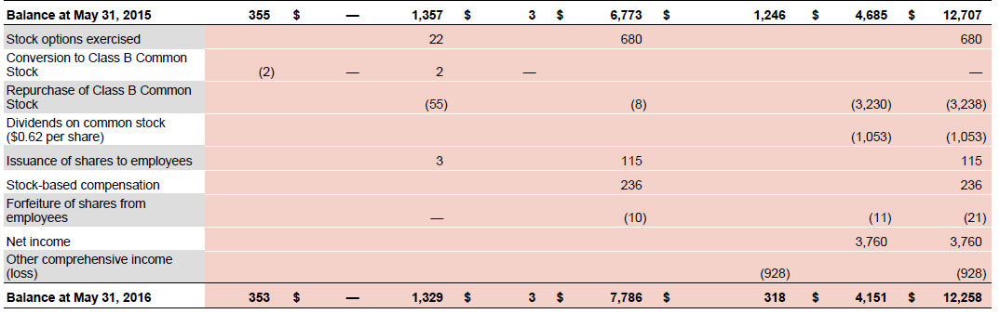 Balance at May 31, 2015 355 $ — 1,357 $ 3 $ 6,773 $ 1,246 $ 4,685 $ 12,707
Stock options exercised 22 680 680
Conversion to Class B Common
Stock (2) — 2 — —
Repurchase of Class B Common
Stock (55) (8) (3,230) (3,238)
Dividends on common stock
($0.62 per share) (1,053) (1,053)
Issuance of shares to employees 3 115 115
Stock-based compensation 236 236
Forfeiture of shares from
employees — (10) (11) (21)
Net income 3,760 3,760
Other comprehensive income
(loss) (928) (928)
Balance at May 31, 2016 353 $ — 1,329 $ 3 $ 7,786 $ 318 $ 4,151 $ 12,258